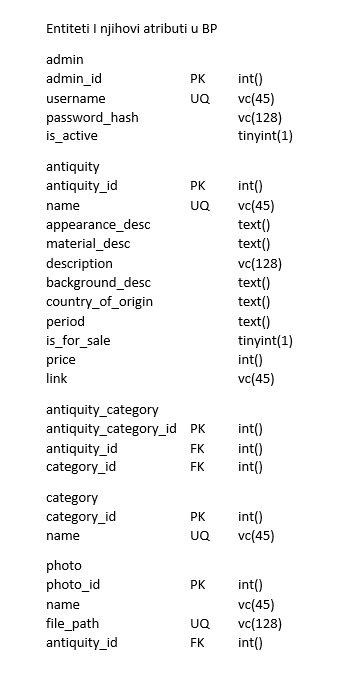 Entiteti I njihovi atributi u BP
admin
admin_id PK int()
username UQ vc(45)
password_hash vc(128)
is_active tinyint(1)
antiquity
antiquity_id PK int()
name UQ vc(45)
appearance_desc text()
material_desc text()
description vc(128)
background_desc text()
country_of_origin text()
period text()
is_for_sale tinyint(1)
price int()
link vc(45)
antiquity_category
antiquity_category_id PK int()
antiquity_id FK int()
category_id FK int()
category
category_id PK int()
name UQ vc(45)
photo
photo_id PK int()
name vc(45)
file_path UQ vc(128)
antiquity_id FK int()